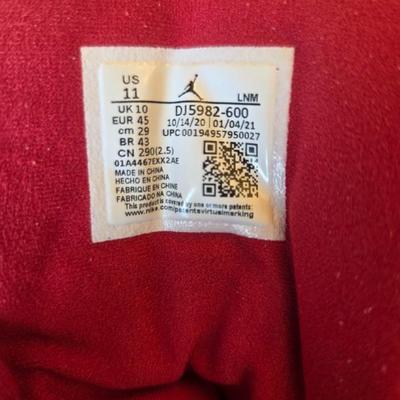 US
11
LNM
UK 10
DJ5982-600
EUR 45
10/14/20 01/04/21
cm 29
UPC 00194957950027
BR 43
CN 290(2.5)
01A4467EXX2AE
MADE IN CHINA
HECHO EN CHINA
FABRIQUE EN CHINE
FABRICADO NA CHINA
This product is covered by one or more patents:
www.nike.com/patentsvirtualmarking